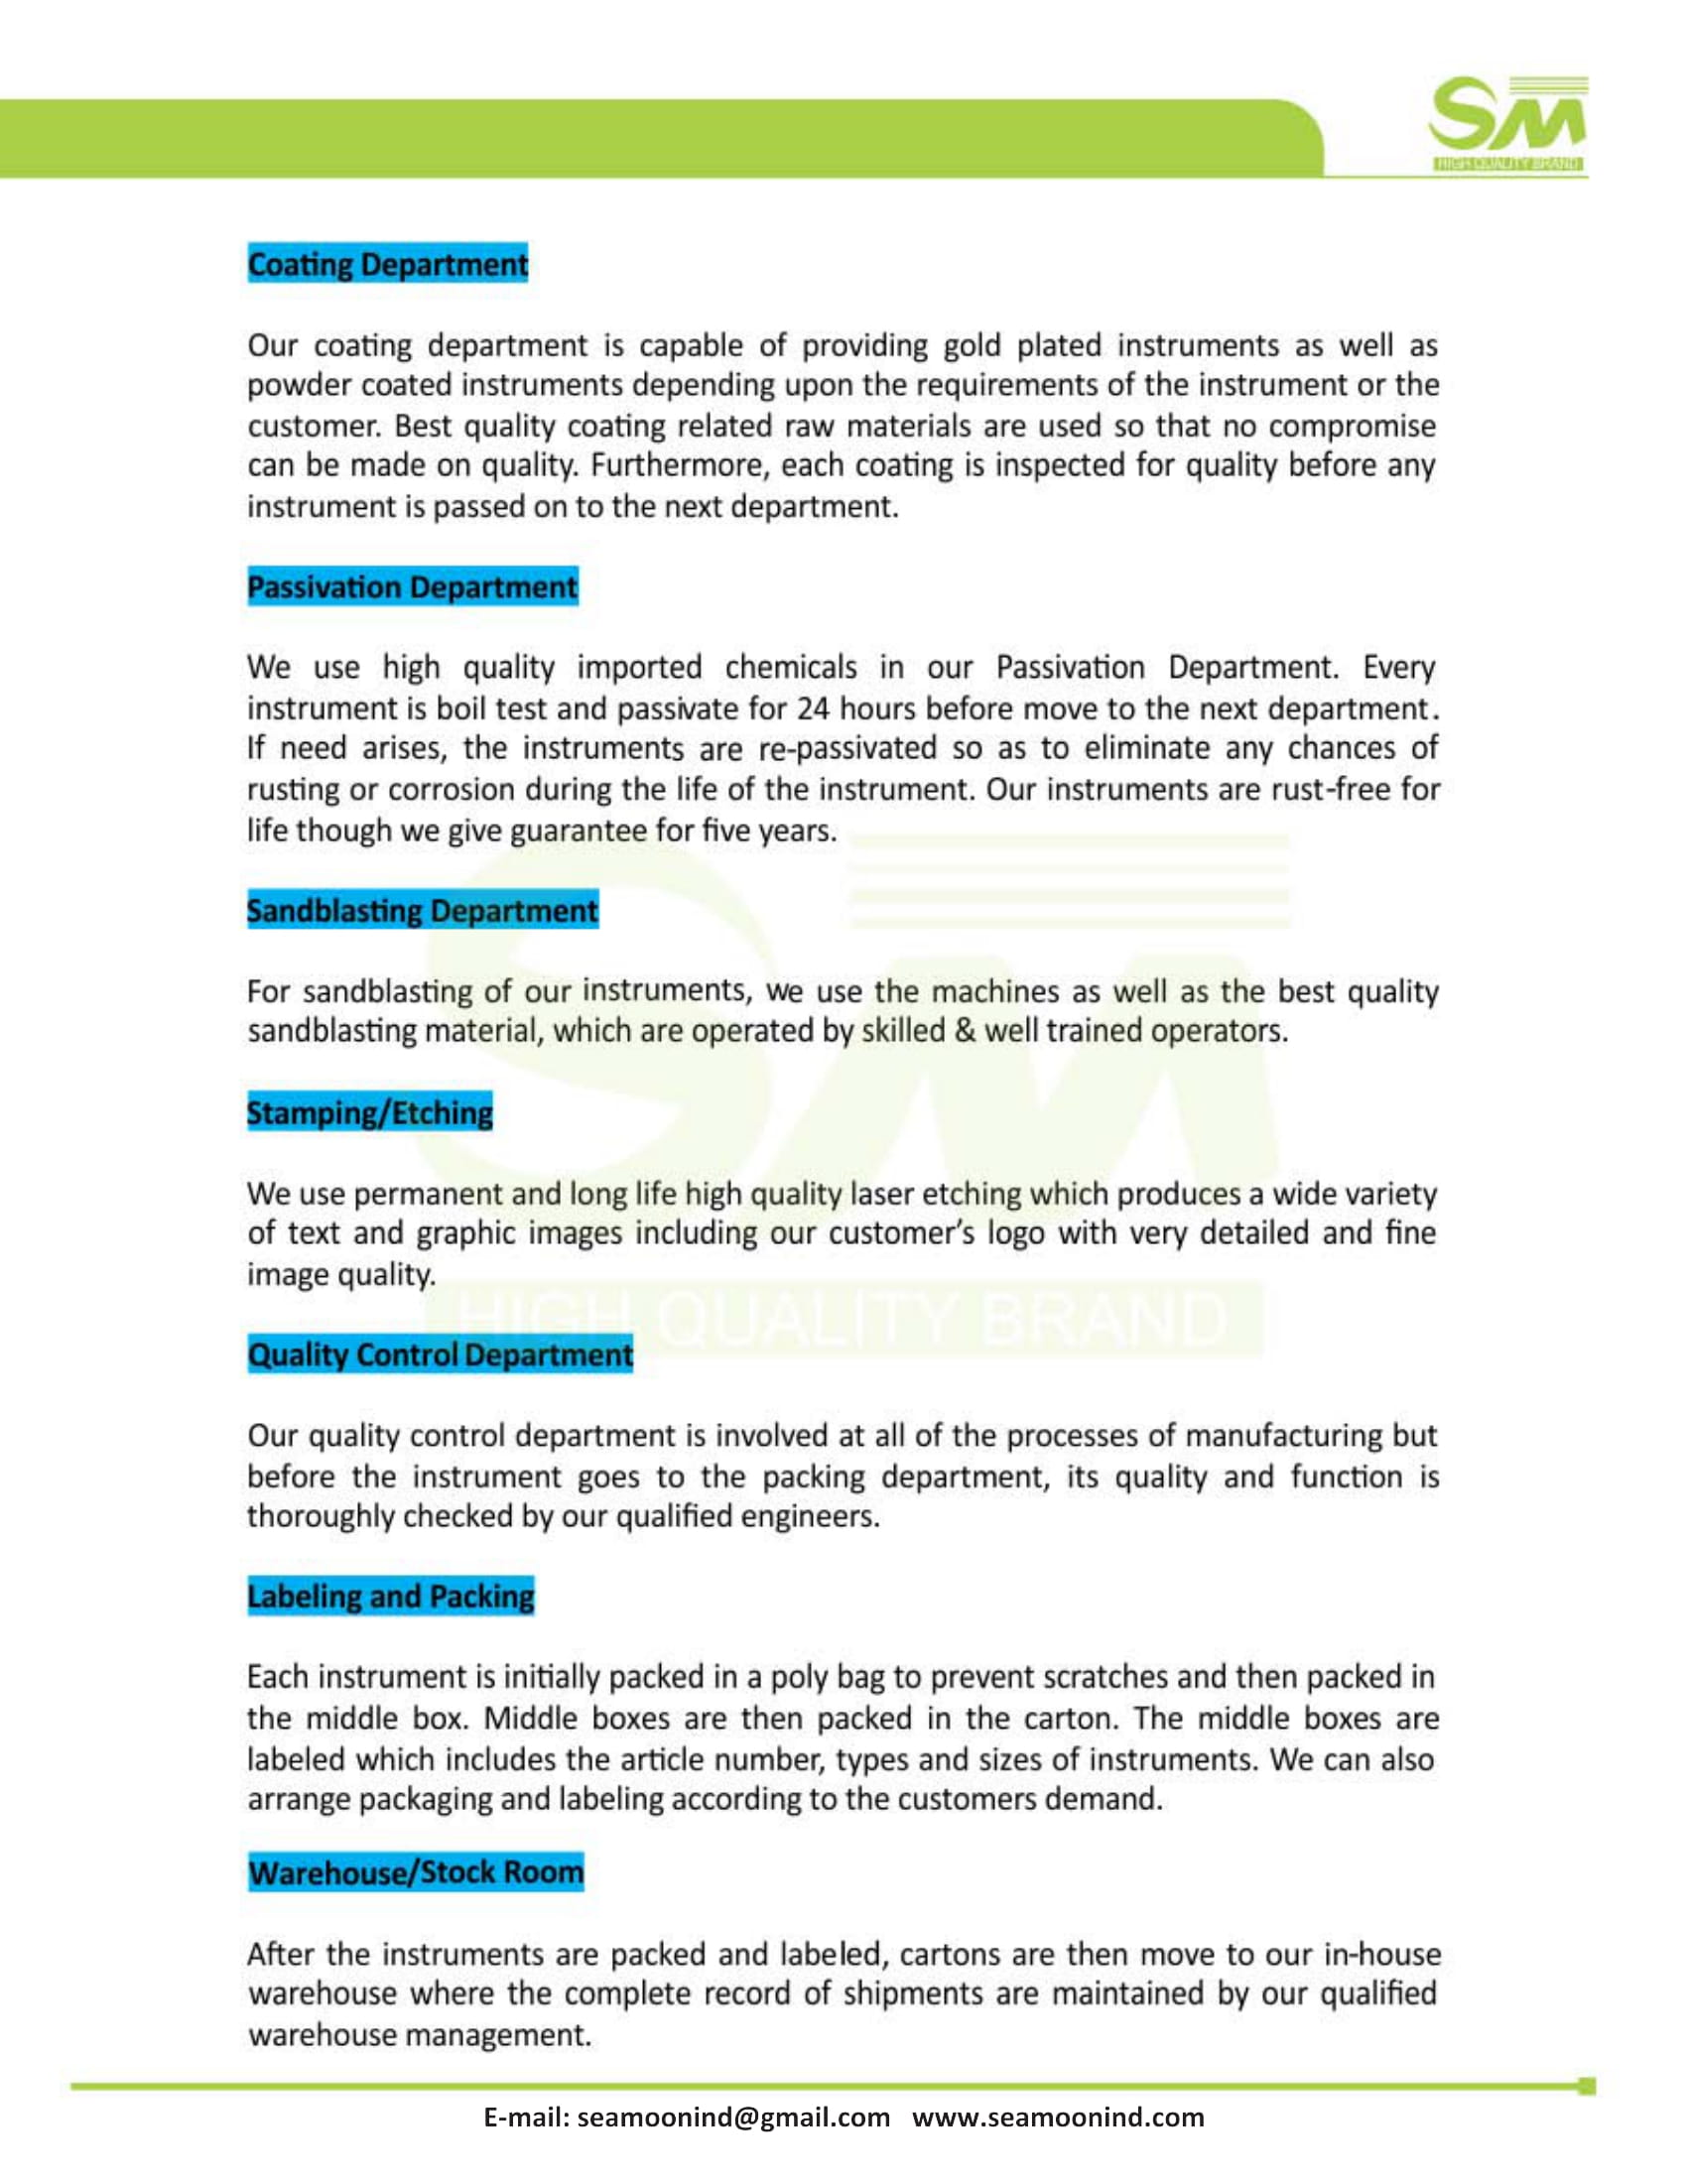 SM
HIGH QUALITY BRAND
Coating Department
Our coating department is capable of providing gold plated instruments as well as
powder coated instruments depending upon the requirements of the instrument or the
customer. Best quality coating related raw materials are used so that no compromise
can be made on quality. Furthermore, each coating is inspected for quality before any
instrument is passed on to the next department.
Passivation Department
We use high quality imported chemicals in our Passivation Department. Every
instrument is boil test and passivate for 24 hours before move to the next department.
If need arises, the instruments are re-passivated so as to eliminate any chances of
rusting or corrosion during the life of the instrument. Our instruments are rust-free for
life though we give guarantee for five years.
Sandblasting Department
For sandblasting of our instruments, we use the machines as well as the best quality
sandblasting material, which are operated by skilled & well trained operators.
SM
Stamping/Etching
We use permanent and long life high quality laser etching which produces a wide variety
of text and graphic images including our customer's logo with very detailed and fine
image quality.
HIGH QUALITY BRAND
Quality Control Department
Our quality control department is involved at all of the processes of manufacturing but
before the instrument goes to the packing department, its quality and function is
thoroughly checked by our qualified engineers.
Labeling and Packing
Each instrument is initially packed in a poly bag to prevent scratches and then packed in
the middle box. Middle boxes are then packed in the carton. The middle boxes are
labeled which includes the article number, types and sizes of instruments. We can also
arrange packaging and labeling according to the customers demand.
Warehouse/Stock Room
After the instruments are packed and labeled, cartons are then move to our in-house
warehouse where the complete record of shipments are maintained by our qualified
warehouse management.
E-mail: seamoonind@gmail.com www.seamoonind.com